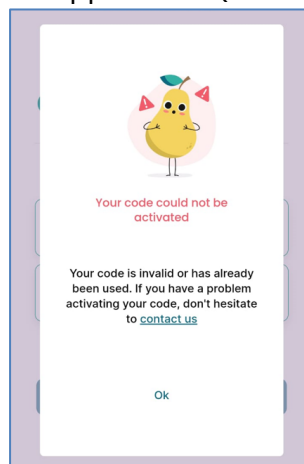 Your code could not be
activated
Your code is invalid or has already
been used. If you have a problem
activating your code, don't hesitate
to contact us
Ok